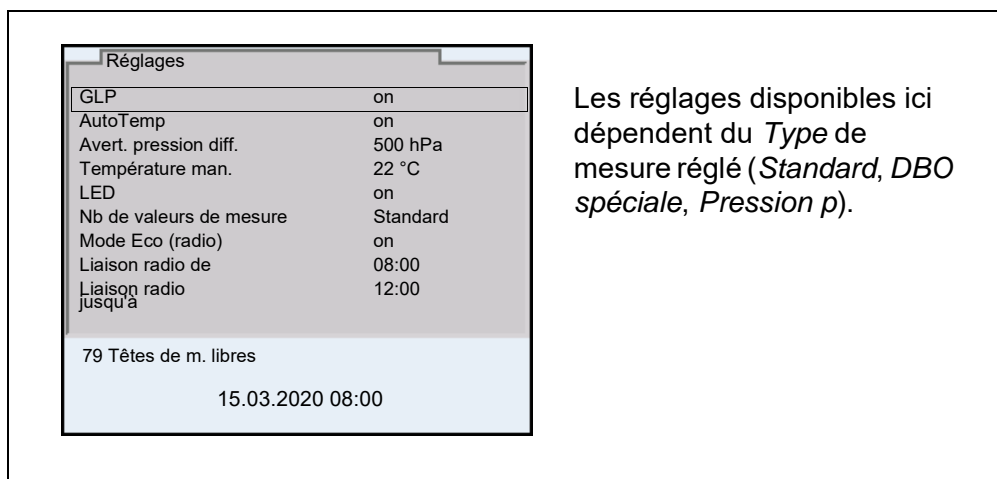 Réglages
GLP on
AutoTemp on
Avert. pression diff. 500 hPa
Température man. 22 °C
LED on
Nb de valeurs de mesure Standard
Mode Eco (radio) on
Liaison radio de 08:00
Liaison radio 12:00
jusqu'à
79 Têtes de m. libres
15.03.2020 08:00
Les réglages disponibles ici
dépendent du Type de
mesure réglé (Standard, DBO
spéciale, Pression p).